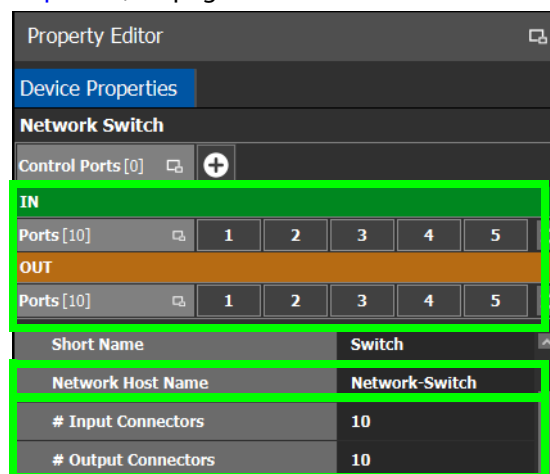 Property Editor
Device Properties
Network Switch
Control Ports [0]
IN
Ports [10] 1 2 3 4 5
OUT
Ports [10] 1 2 3 4 5
Short Name Switch
Network Host Name Network-Switch
# Input Connectors 10
# Output Connectors 10